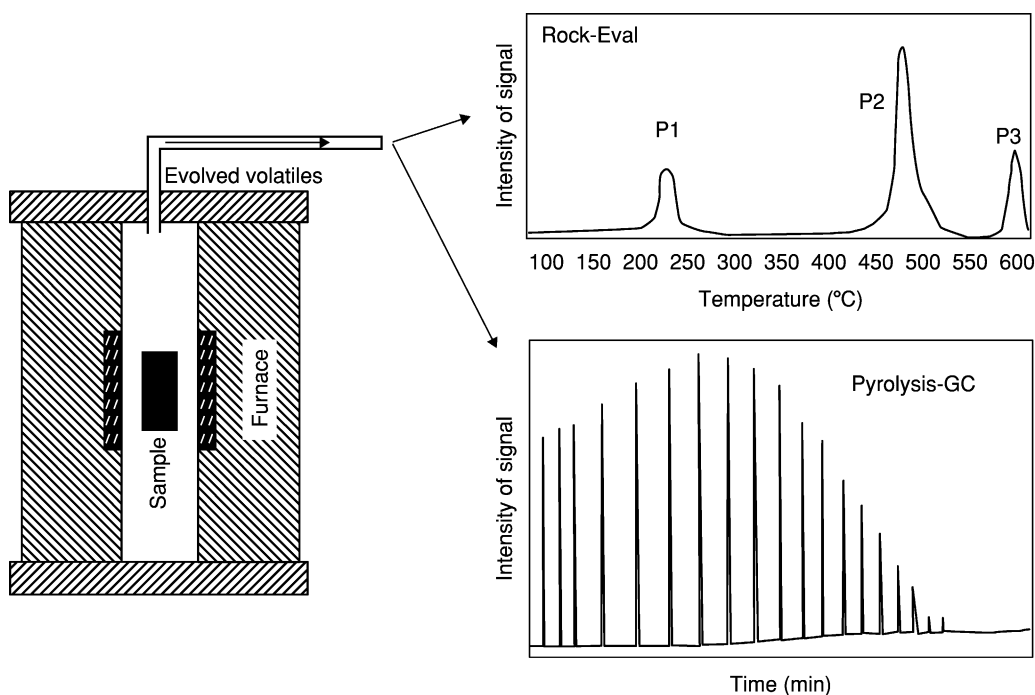 Evolved volatiles
Sample
Furnace
Rock-Eval
Intensity of signal
P1
P2
P3
100 150 200 250 300 350 400 450 500 550 600
Temperature (°C)
Pyrolysis-GC
Intensity of signal
Time (min)